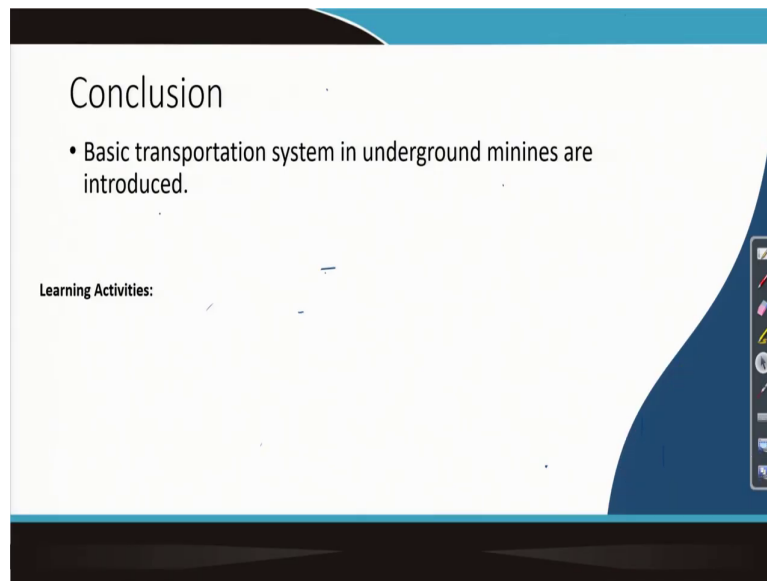 Conclusion
• Basic transportation system in underground minines are
introduced.
Learning Activities: